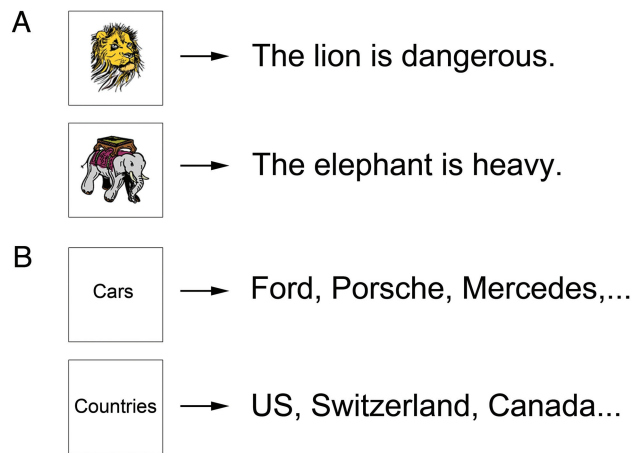 A
The lion is dangerous.
The elephant is heavy.
B
Cars
Ford, Porsche, Mercedes,...
Countries
US, Switzerland, Canada...